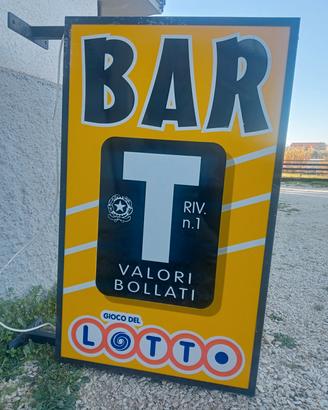 BAR
T
RIV.
n.1
VALORI
BOLLATI
GIOCO DEL
LOTTO